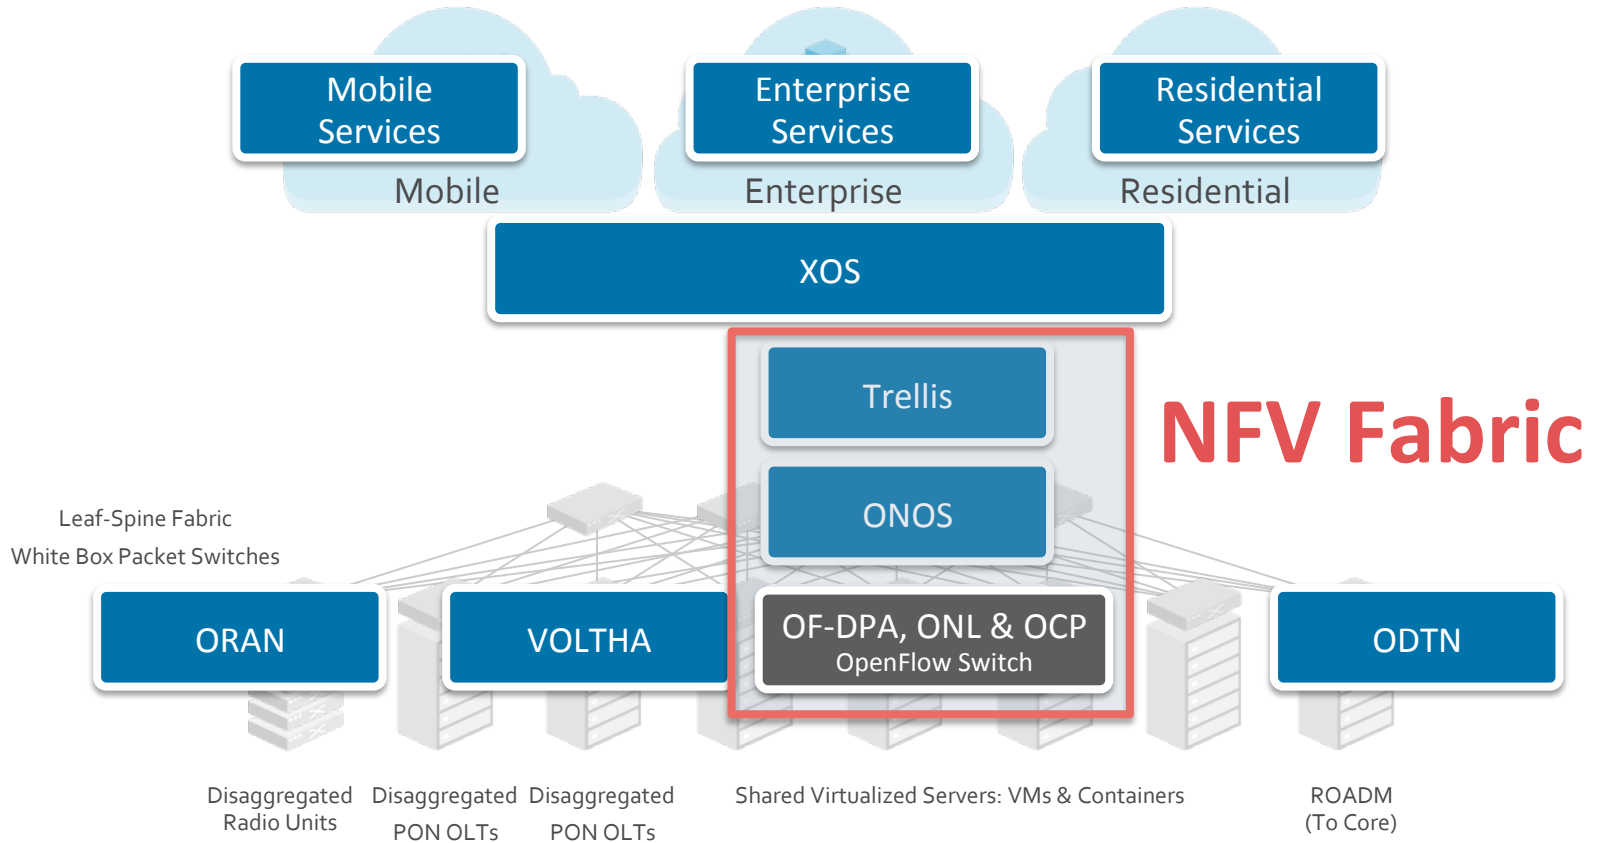 Mobile
Services
Enterprise
Services
Residential
Services
Mobile
Enterprise
Residential
XOS
Trellis
NFV Fabric
ONOS
Leaf-Spine Fabric
White Box Packet Switches
ORAN
VOLTHA
OF-DPA, ONL & OCP
OpenFlow Switch
ODTN
Disaggregated
Radio Units
Disaggregated
PON OLTs
Disaggregated
PON OLTs
Shared Virtualized Servers: VMs & Containers
ROADM
(To Core)